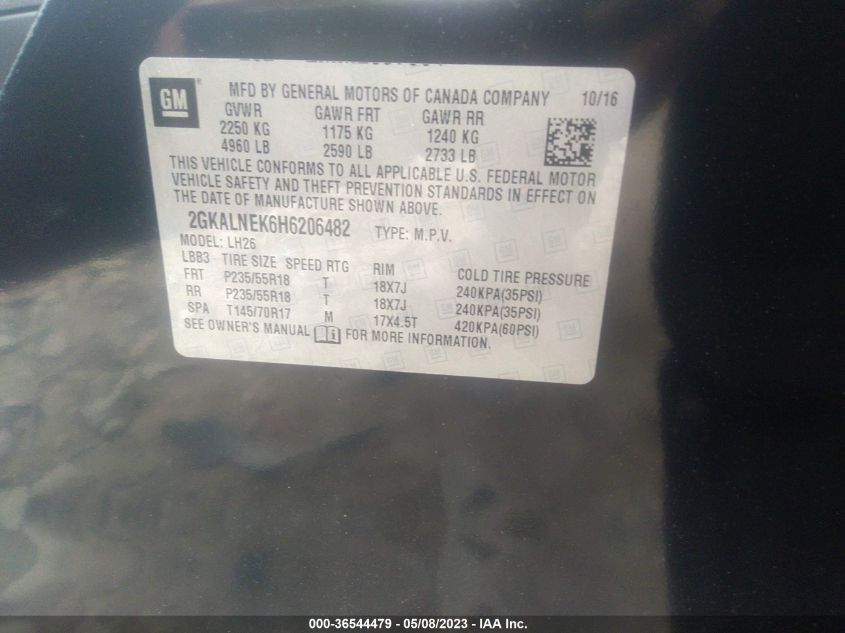 GM
MFD BY GENERAL MOTORS OF CANADA COMPANY 10/16
GVWR GAWR FRT GAWR RR
2250 KG 1175 KG 1240 KG
4960 LB 2590 LB 2733 LB
THIS VEHICLE CONFORMS TO ALL APPLICABLE U.S. FEDERAL MOTOR
VEHICLE SAFETY AND THEFT PREVENTION STANDARDS IN EFFECT ON
THE DATE OF MANUFACTURE SHOWN ABOVE.
2GKALNEK6H6206482 TYPE: M.P.V.
MODEL: LH26
LBB3 TIRE SIZE SPEED RTG RIM COLD TIRE PRESSURE
FRT P235/55R18 T 18X7J 240KPA(35PSI)
RR P235/55R18 T 18X7J 240KPA(35PSI)
SPA T145/70R17 M 17X4.5T 420KPA(60PSI)
SEE OWNER'S MANUAL FOR MORE INFORMATION.
000-36544479 - 05/08/2023 - IAA Inc.